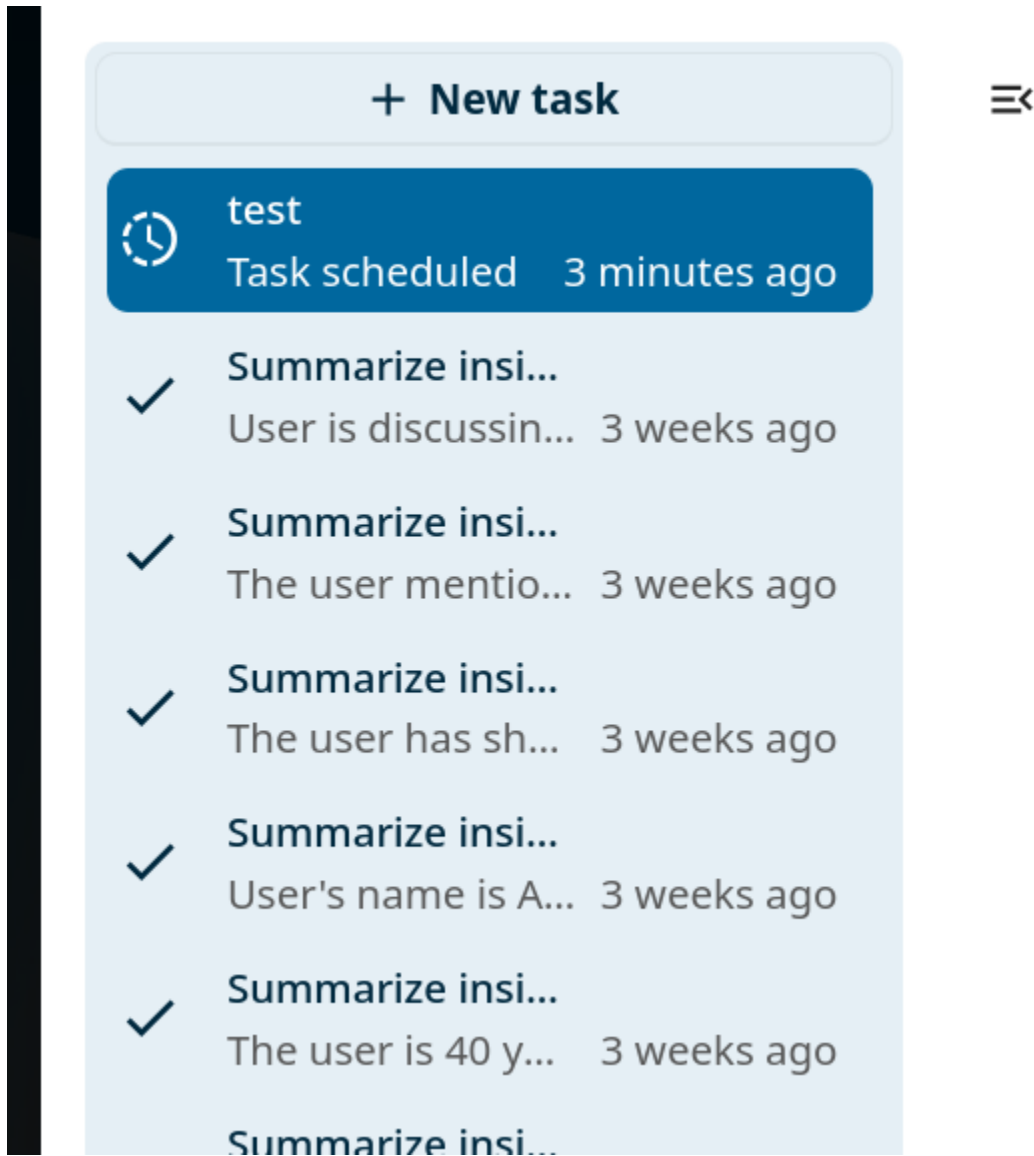 + New task
test
Task scheduled 3 minutes ago
Summarize insi...
User is discussin... 3 weeks ago
Summarize insi...
The user mentio... 3 weeks ago
Summarize insi...
The user has sh... 3 weeks ago
Summarize insi...
User's name is A... 3 weeks ago
Summarize insi...
The user is 40 y... 3 weeks ago
Summarize insi...